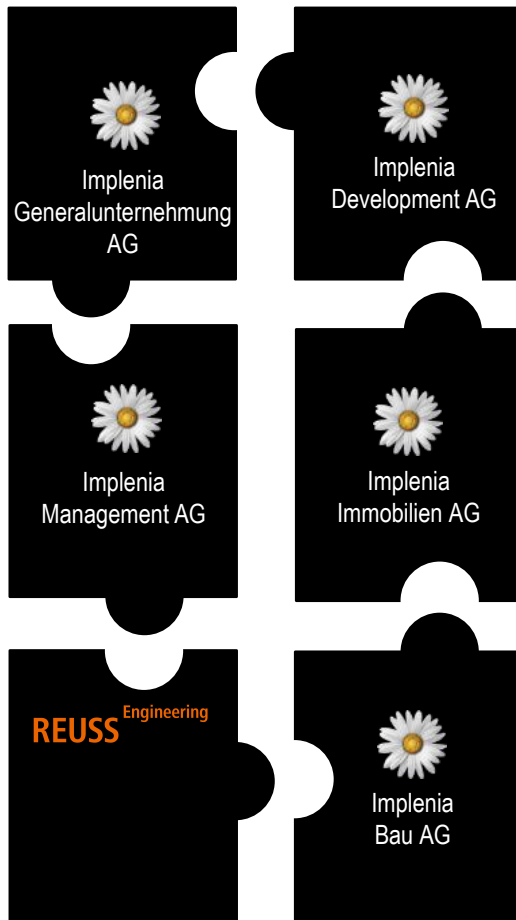 Implenia
Generalunternehmung
AG
Implenia
Development AG
Implenia
Management AG
Implenia
Immobilien AG
REUSS Engineering
Implenia
Bau AG